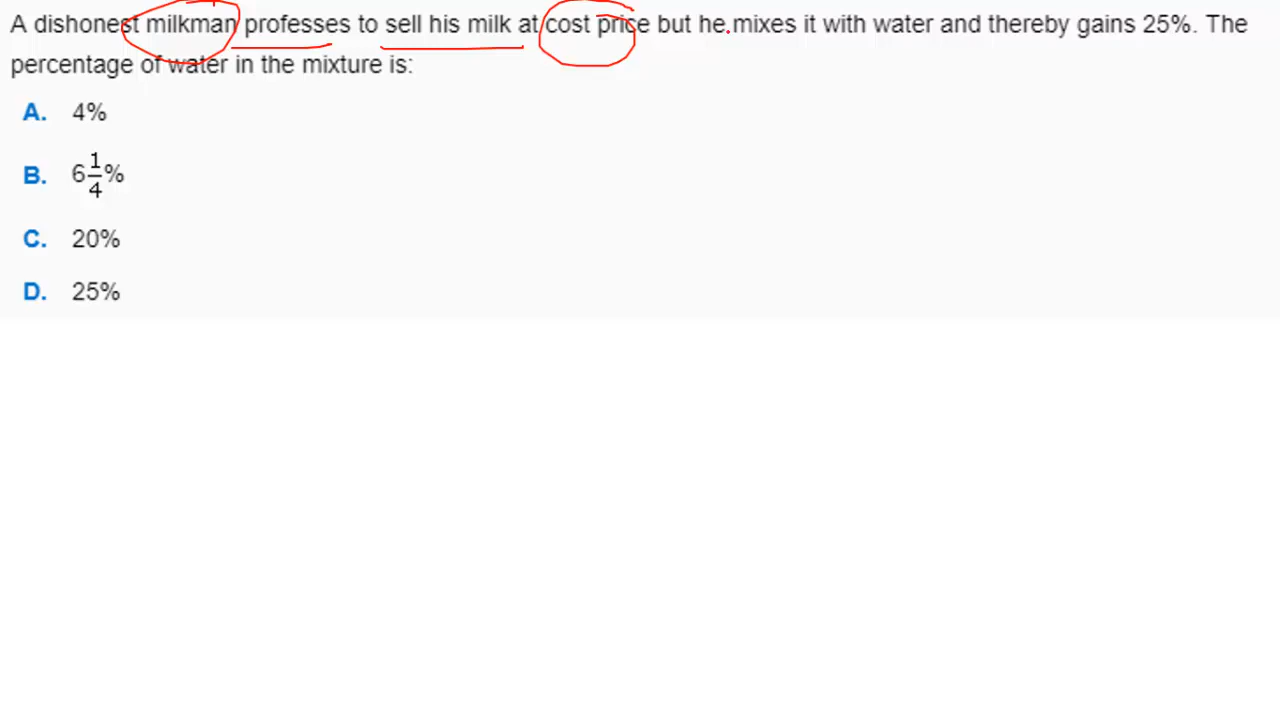 A dishonest milkman professes to sell his milk at cost price but he mixes it with water and thereby gains 25%. The
percentage of water in the mixture is:
A. 4%
B. 6 1/4 %
C. 20%
D. 25%